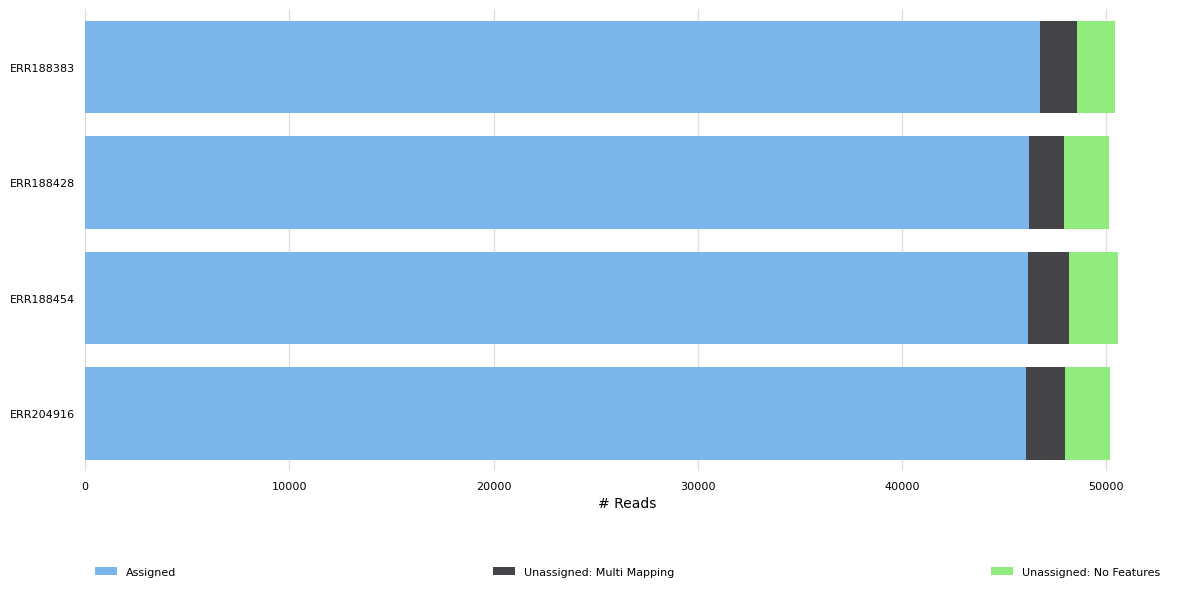 ERR188383
ERR188428
ERR188454
ERR204916
0 10000 20000 30000 40000 50000
# Reads
Assigned Unassigned: Multi Mapping Unassigned: No Features